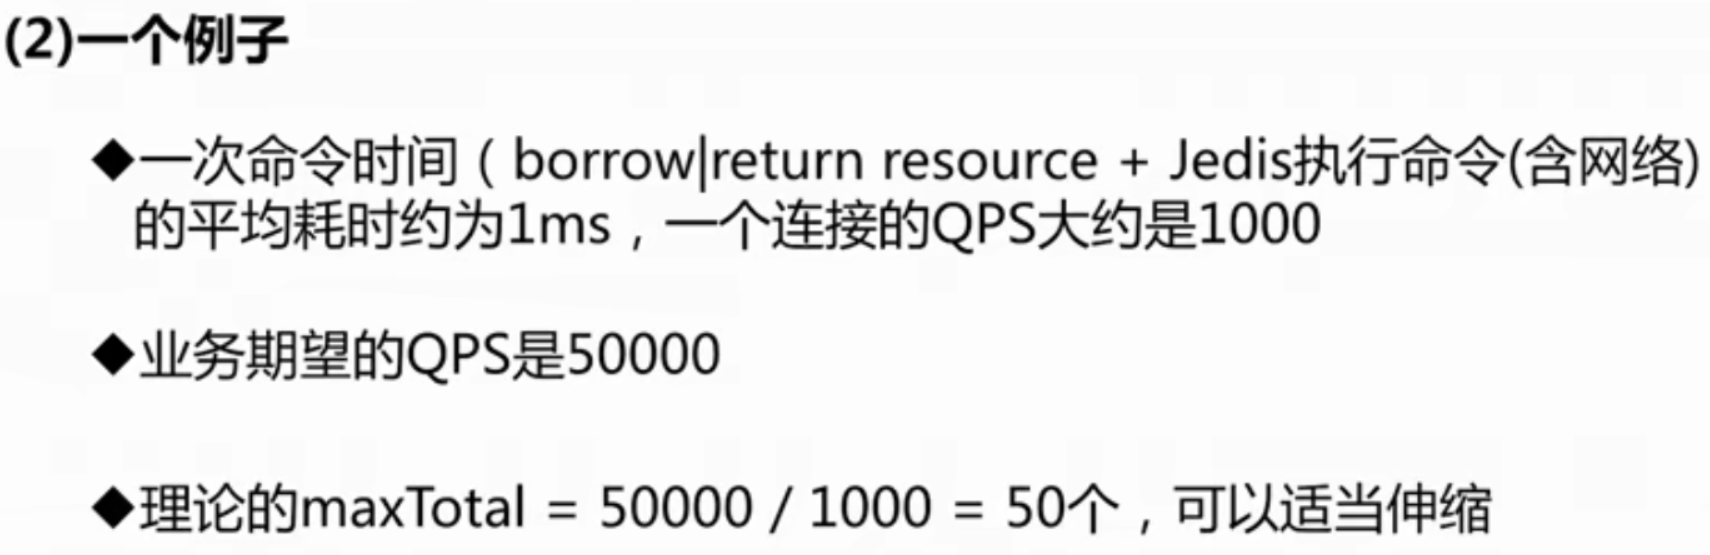 (2)一个例子
◆一次命令时间（borrow|return resource + Jedis执行命令(含网络)
的平均耗时约为1ms，一个连接的QPS大约是1000
◆业务期望的QPS是50000
◆理论的maxTotal = 50000 / 1000 = 50个，可以适当伸缩